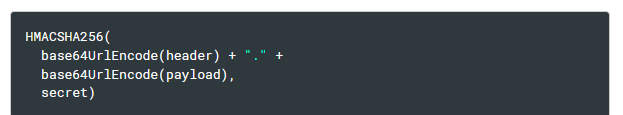 HMACSHA256(
  base64UrlEncode(header) + "." +
  base64UrlEncode(payload),
  secret)